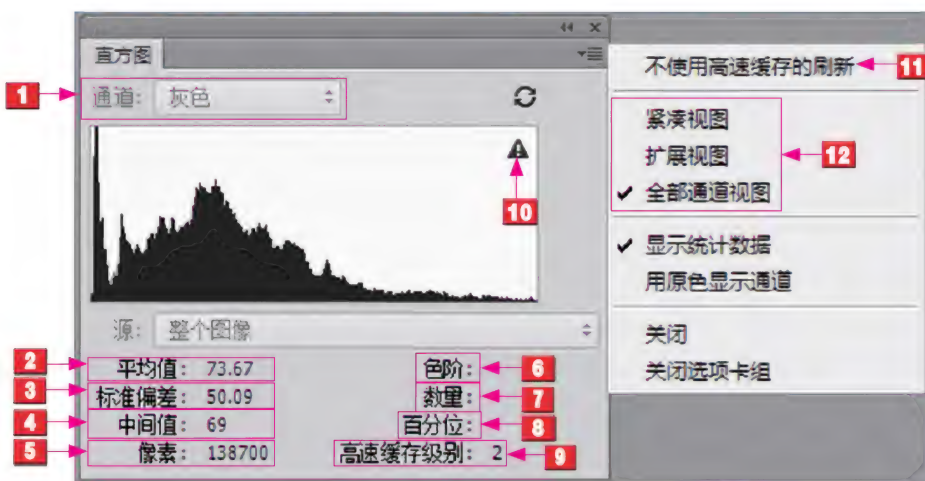 直方图
1
通道: 灰色
10
源: 整个图像
2 平均值: 73.67
3 标准偏差: 50.09
4 中间值: 69
5 像素: 138700
色阶: 6
数量: 7
百分位: 8
高速缓存级别: 2 9
不使用高速缓存的刷新 11
紧凑视图
扩展视图 12
✓ 全部通道视图
✓ 显示统计数据
用原色显示通道
关闭
关闭选项卡组